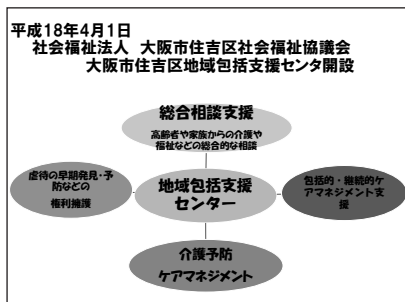 平成18年4月1日
社会福祉法人 大阪市住吉区社会福祉協議会
大阪市住吉区地域包括支援センタ開設
総合相談支援
高齢者や家族からの介護や
福祉などの総合的な相談
虐待の早期発見・予
防などの
権利擁護
地域包括支援
センター
包括的・継続的ケ
アマネジメント支
援
介護予防
ケアマネジメント